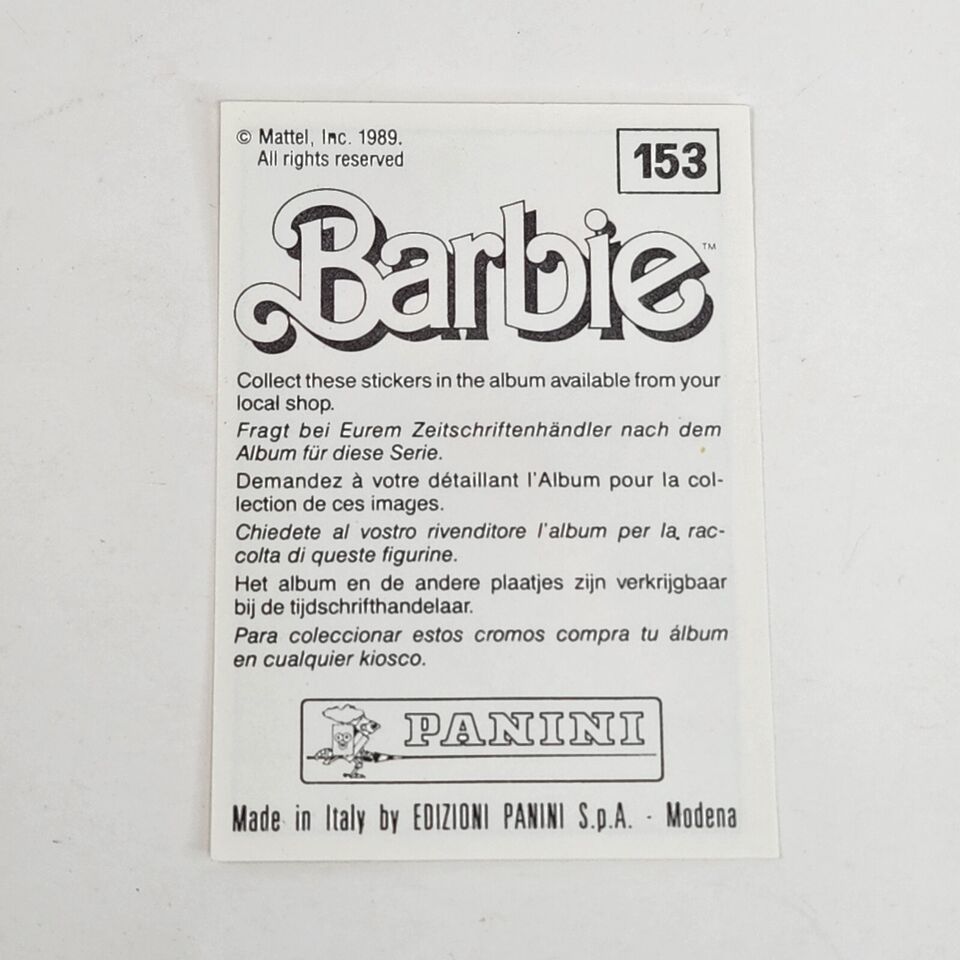 © Mattel, Inc. 1989.
All rights reserved
153
Barbie™
Collect these stickers in the album available from your
local shop.
Fragt bei Eurem Zeitschriftenhändler nach dem
Album für diese Serie.
Demandez à votre détaillant l'Album pour la col-
lection de ces images.
Chiedete al vostro rivenditore l'album per la rac-
colta di queste figurine.
Het album en de andere plaatjes zijn verkrijgbaar
bij de tijdschrifthandelaar.
Para coleccionar estos cromos compra tu álbum
en cualquier kiosco.
PANINI
Made in Italy by EDIZIONI PANINI S.p.A. - Modena